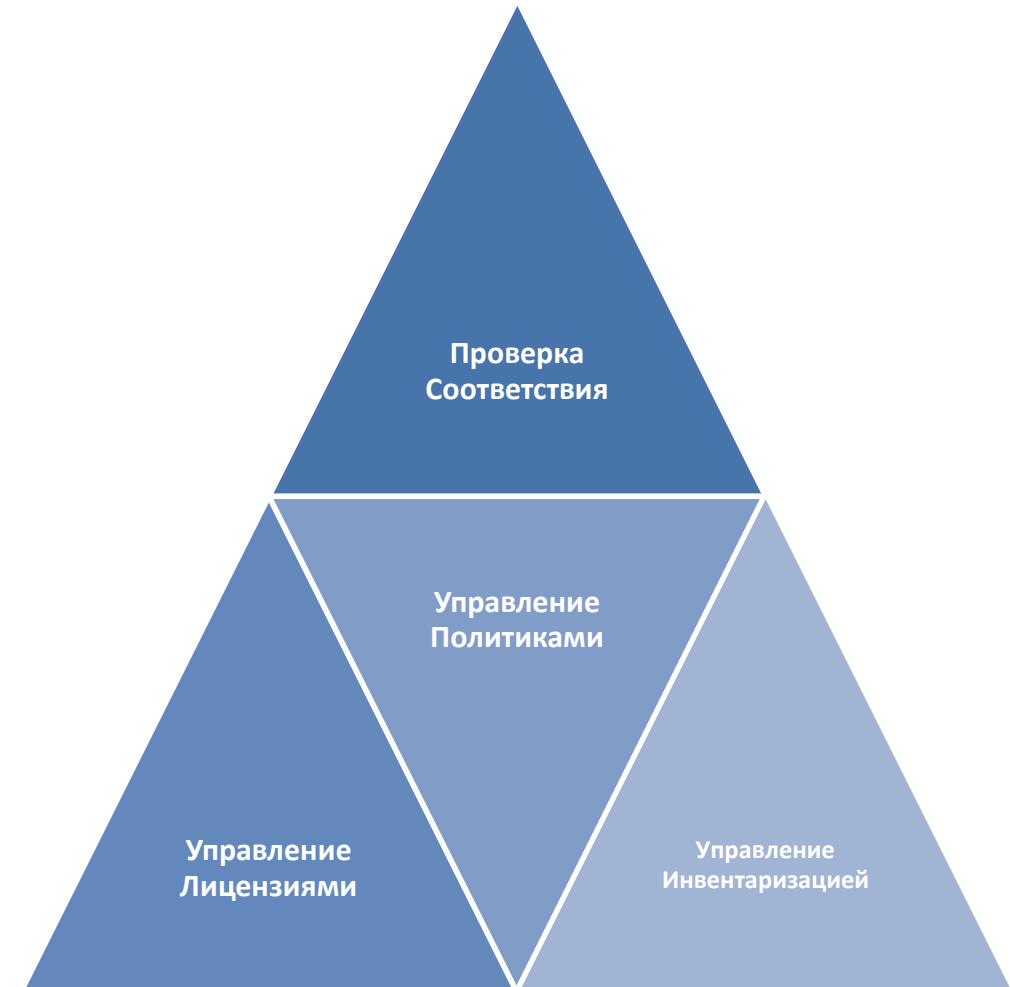 Проверка
Соответствия
Управление
Политиками
Управление
Лицензиями
Управление
Инвентаризацией